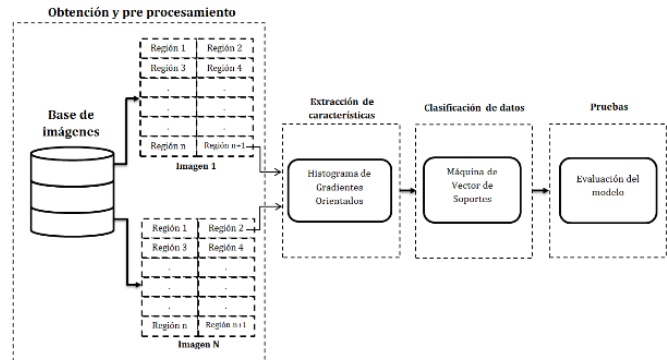 Obtención y pre procesamiento
Base de
imágenes
Región 1 Región 2
Región 3 Región 4
. .
. .
. .
Región n Región n+1
Imagen 1
Región 1 Región 2
Región 3 Región 4
. .
. .
. .
Región n Región n+1
Imagen N
Extracción de
características
Histograma de
Gradientes
Orientados
Clasificación de datos
Máquina de
Vector de
Soportes
Pruebas
Evaluación del
modelo